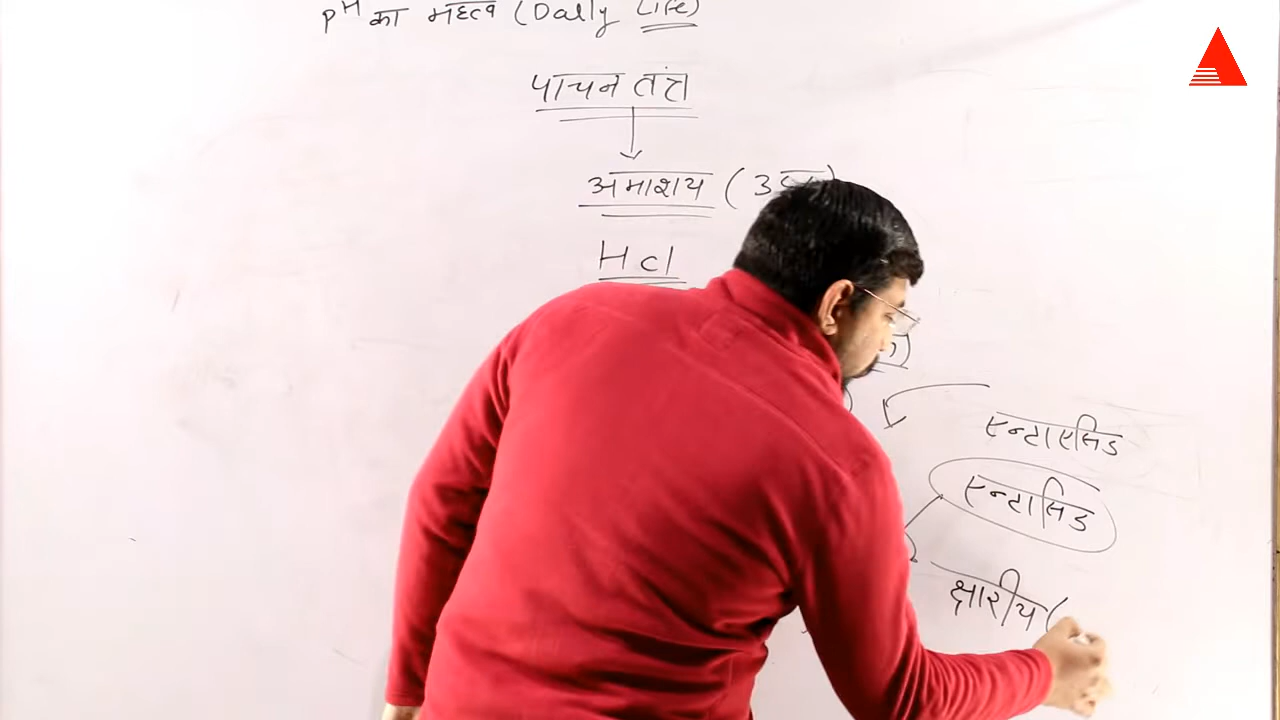 pH का महत्व (Daily Life)
पाचन तंत्र
अमाशय (
HCl
एन्टाएसिड
एन्टासिड
क्षारीय (